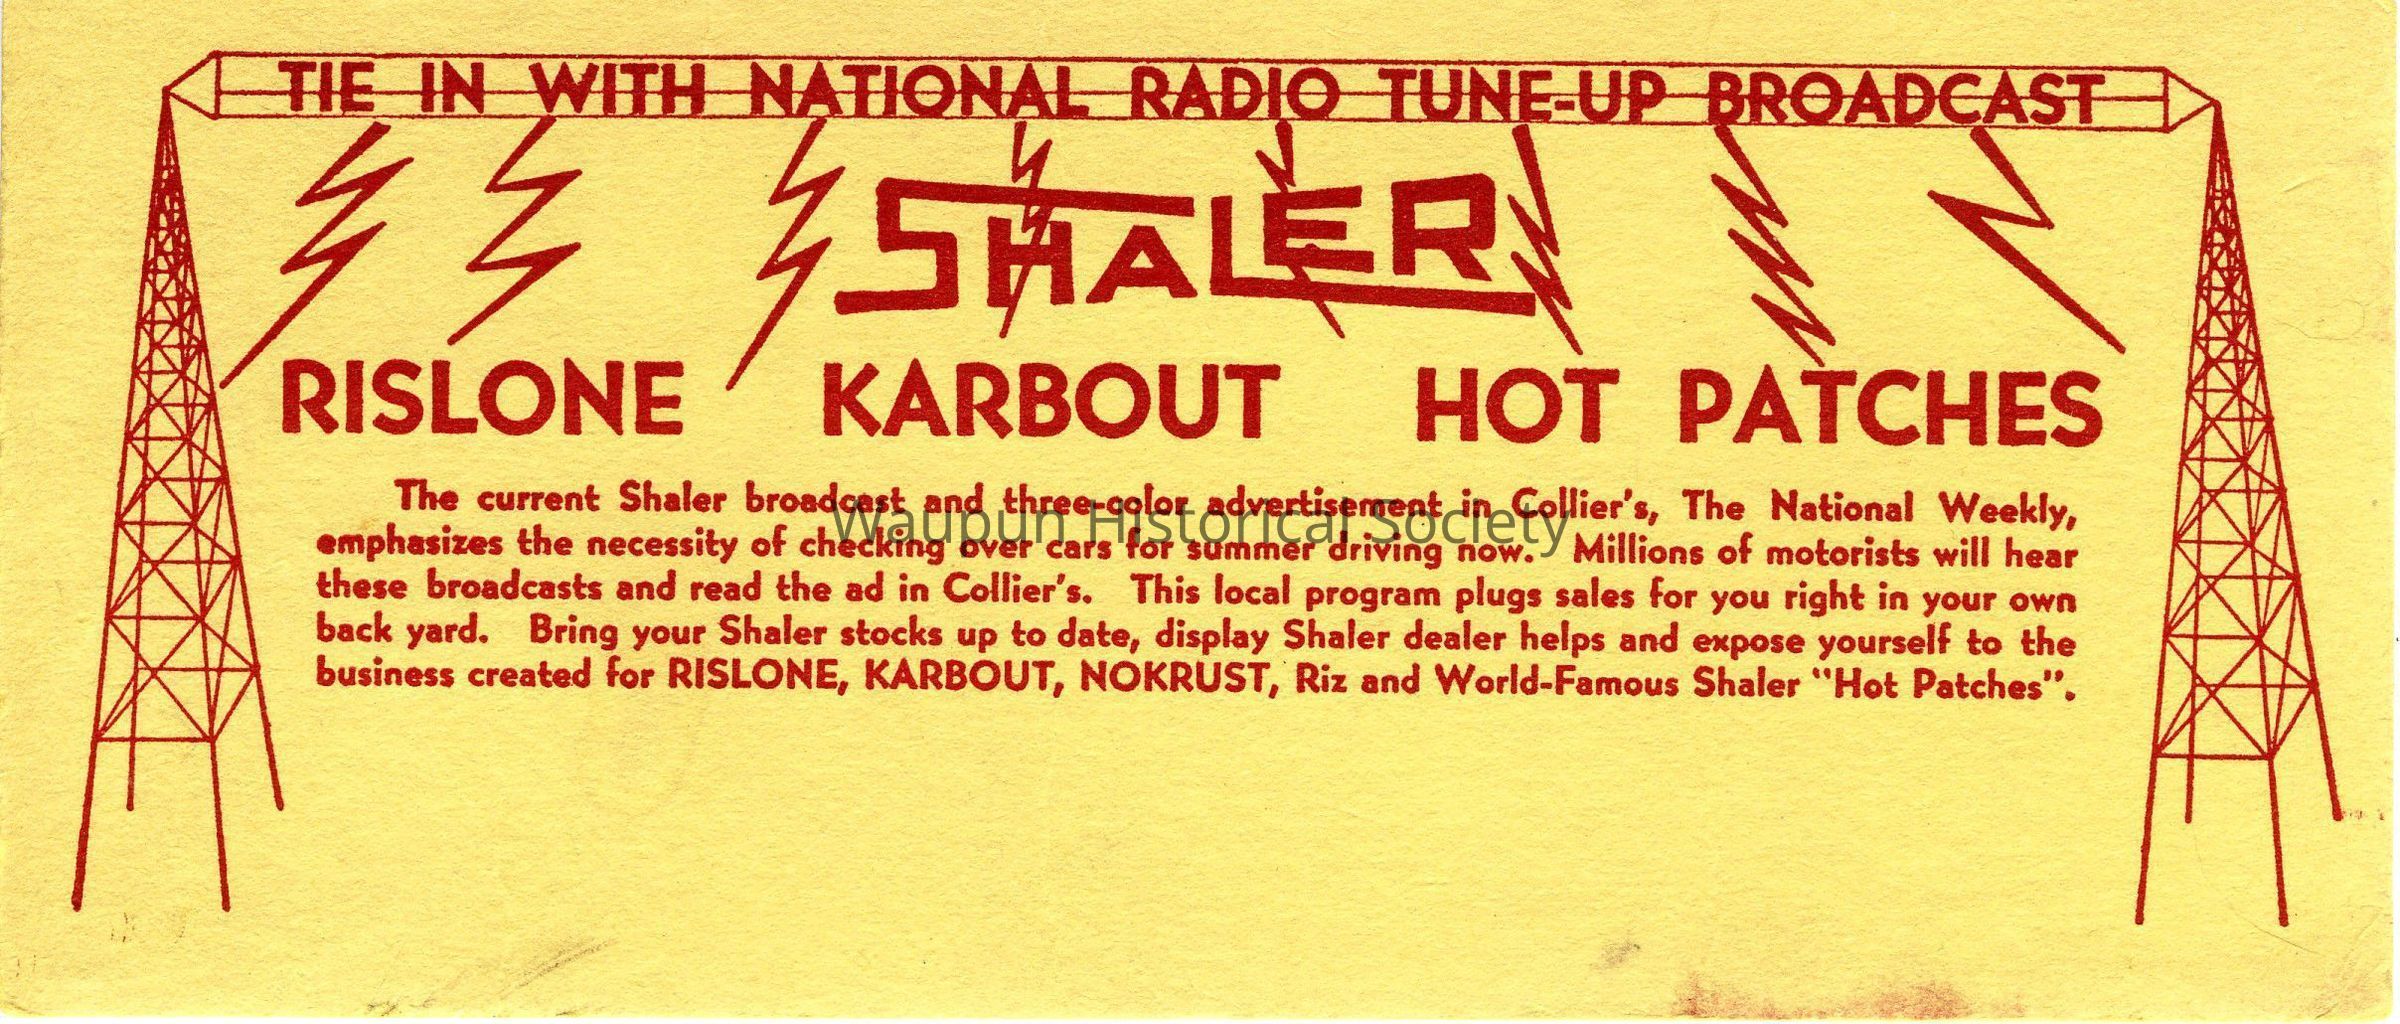 TIE IN WITH NATIONAL RADIO TUNE-UP BROADCAST
SHALER
RISLONE KARBOUT HOT PATCHES
The current Shaler broadcast and three-color advertisement in Collier's, The National Weekly,
emphasizes the necessity of checking over cars for summer driving now. Millions of motorists will hear
these broadcasts and read the ad in Collier's. This local program plugs sales for you right in your own
back yard. Bring your Shaler stocks up to date, display Shaler dealer helps and expose yourself to the
business created for RISLONE, KARBOUT, NOKRUST, Riz and World-Famous Shaler "Hot Patches".
Waupun Historical Society